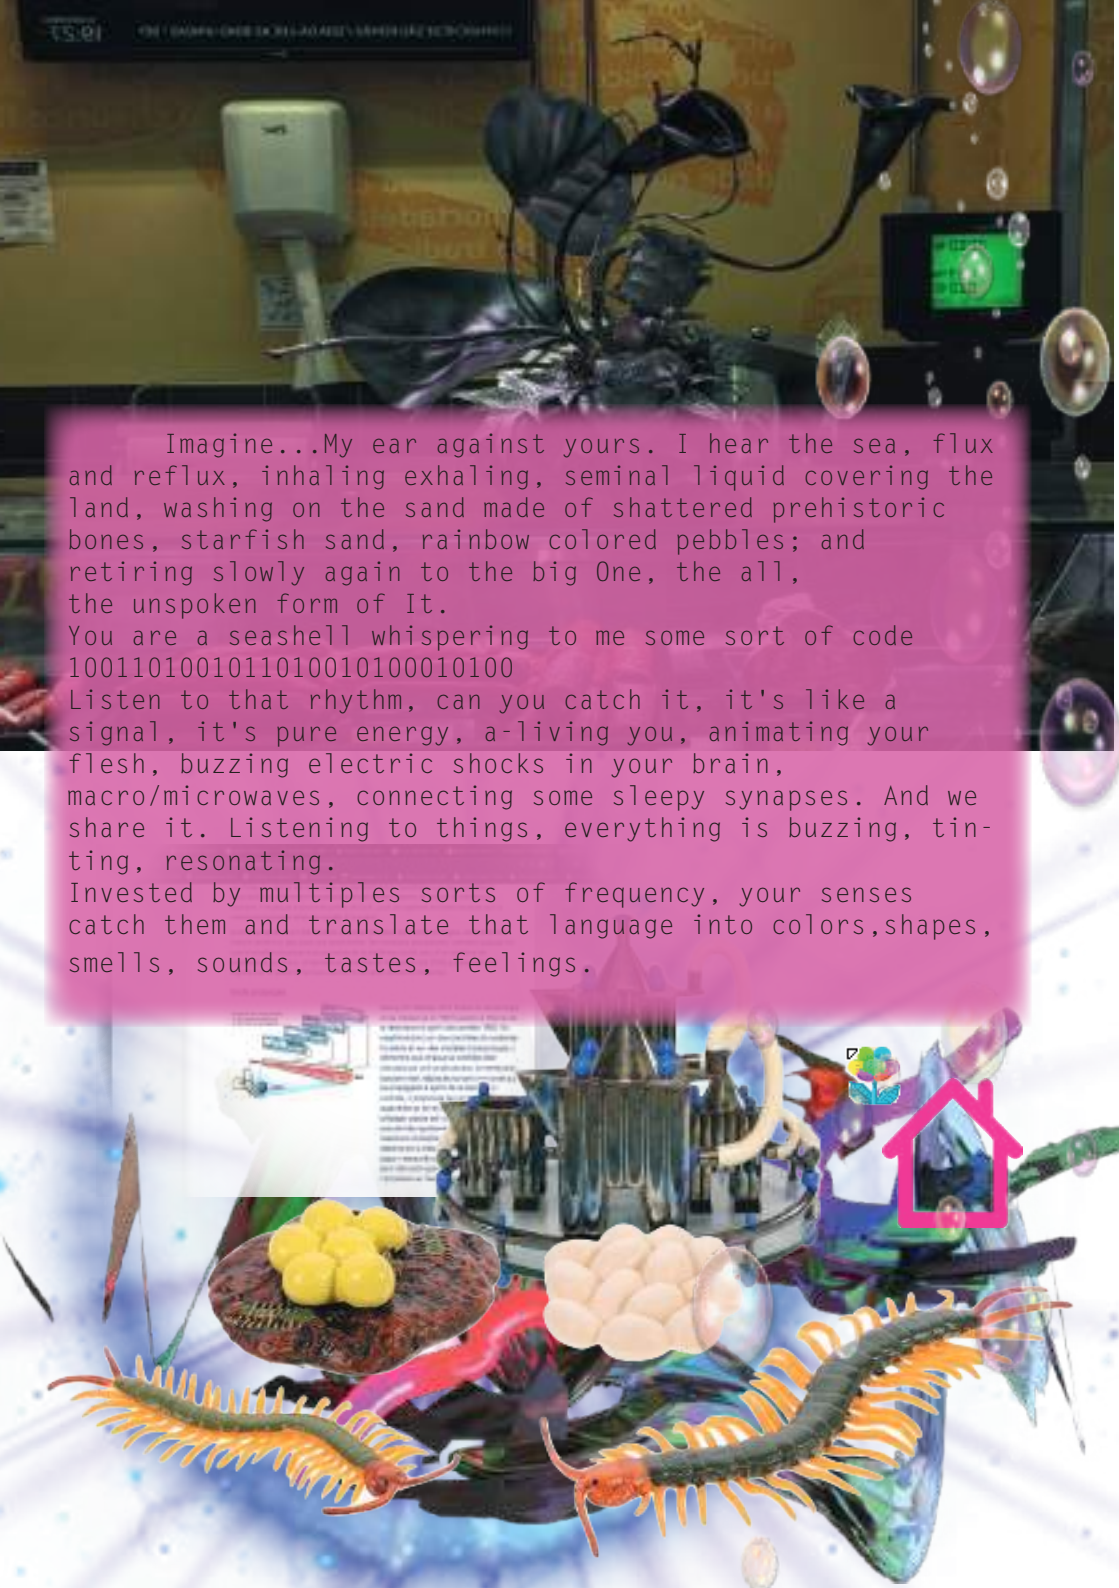 Imagine...My ear against yours. I hear the sea, flux
and reflux, inhaling exhaling, seminal liquid covering the
land, washing on the sand made of shattered prehistoric
bones, starfish sand, rainbow colored pebbles; and
retiring slowly again to the big One, the all,
the unspoken form of It.
You are a seashell whispering to me some sort of code
1001101001011010010100010100
Listen to that rhythm, can you catch it, it's like a
signal, it's pure energy, a-living you, animating your
flesh, buzzing electric shocks in your brain,
macro/microwaves, connecting some sleepy synapses. And we
share it. Listening to things, everything is buzzing, tin-
ting, resonating.
Invested by multiples sorts of frequency, your senses
catch them and translate that language into colors,shapes,
smells, sounds, tastes, feelings.